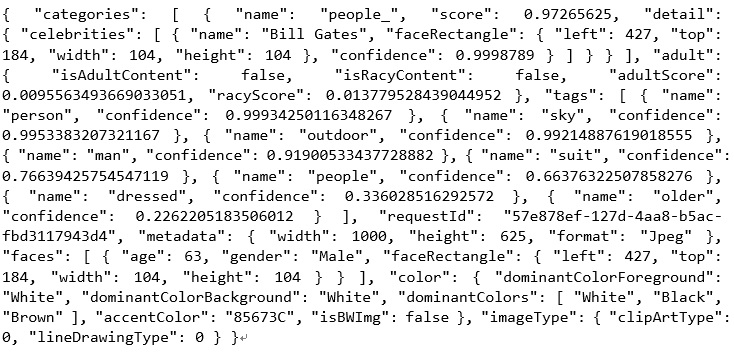 { "categories": [ { "name": "people_", "score": 0.97265625, "detail":
{ "celebrities": [ { "name": "Bill Gates", "faceRectangle": { "left": 427, "top":
184, "width": 104, "height": 104 }, "confidence": 0.9998789 } ] } } ], "adult":
{ "isAdultContent": false, "isRacyContent": false, "adultScore":
0.0095563493669033051, "racyScore": 0.013779528439044952 }, "tags": [ { "name":
"person", "confidence": 0.99934250116348267 }, { "name": "sky", "confidence":
0.9953383207321167 }, { "name": "outdoor", "confidence": 0.99214887619018555 },
{ "name": "man", "confidence": 0.91900533437728882 }, { "name": "suit", "confidence":
0.76639425754547119 }, { "name": "people", "confidence": 0.66376322507858276 },
{ "name": "dressed", "confidence": 0.336028516292572 }, { "name": "older",
"confidence": 0.2262205183506012 } ], "requestId": "57e878ef-127d-4aa8-b5ac-
fbd3117943d4", "metadata": { "width": 1000, "height": 625, "format": "Jpeg" },
"faces": [ { "age": 63, "gender": "Male", "faceRectangle": { "left": 427, "top":
184, "width": 104, "height": 104 } } ], "color": { "dominantColorForeground":
"White", "dominantColorBackground": "White", "dominantColors": [ "White", "Black",
"Brown" ], "accentColor": "85673C", "isBWImg": false }, "imageType": { "clipArtType":
0, "lineDrawingType": 0 } }